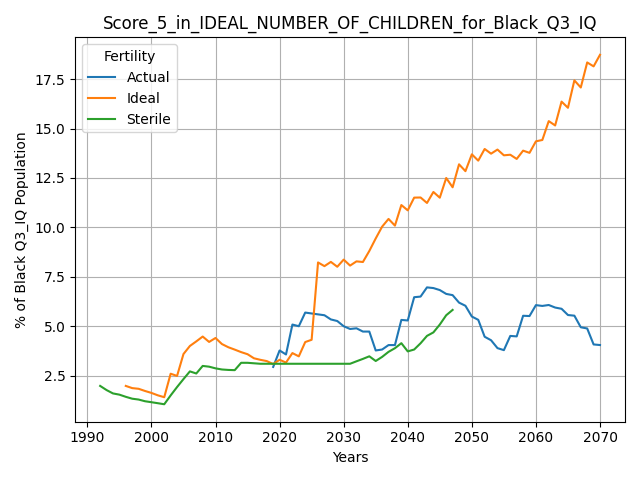 Score_5_in_IDEAL_NUMBER_OF_CHILDREN_for_Black_Q3_IQ
Fertility
Actual
Ideal
Sterile
% of Black Q3_IQ Population
17.5
15.0
12.5
10.0
7.5
5.0
2.5
1990 2000 2010 2020 2030 2040 2050 2060 2070
Years